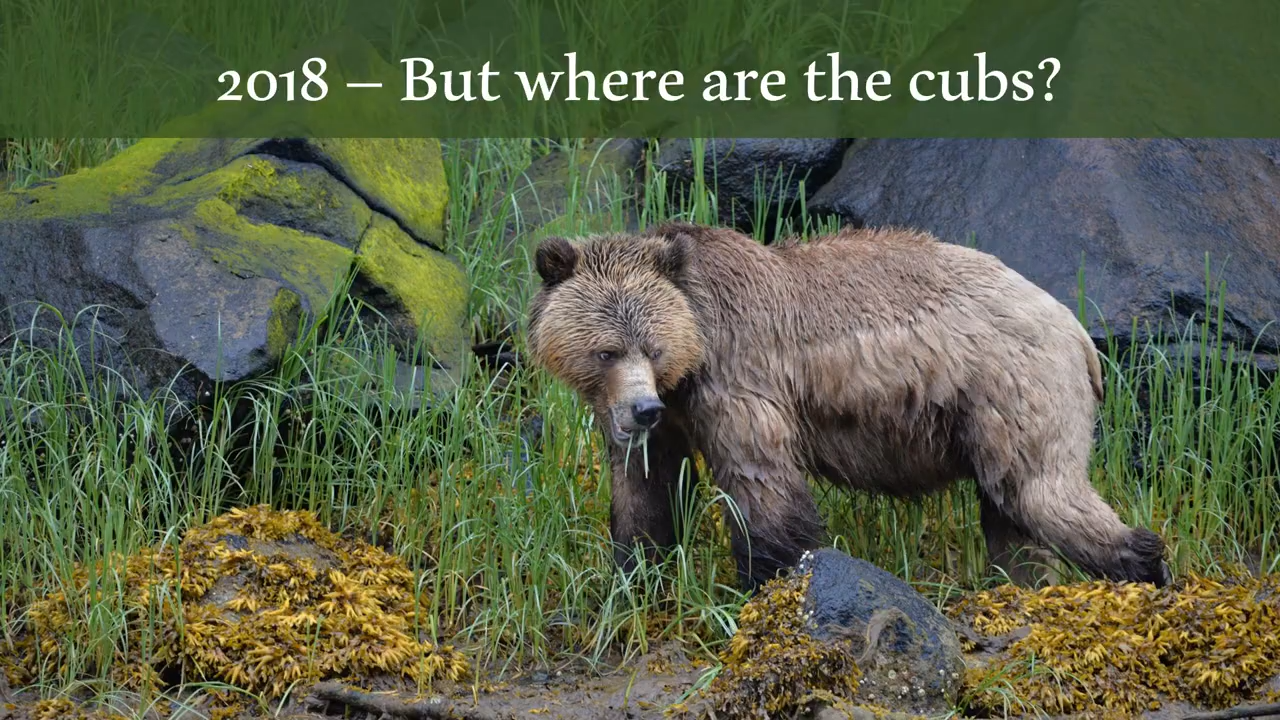 2018 – But where are the cubs?